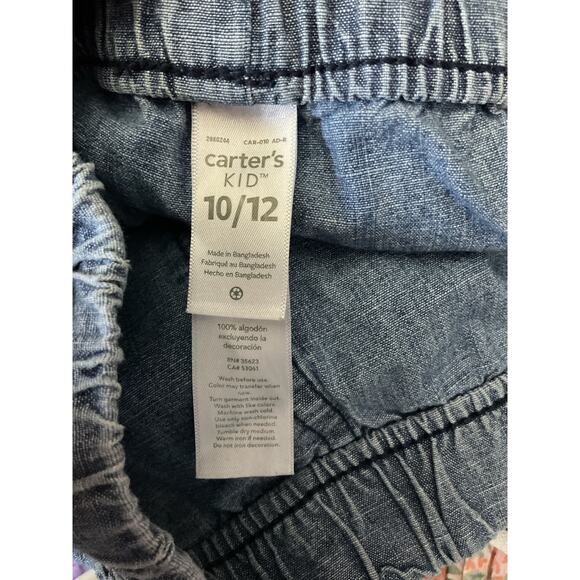 2880244 CAR-010 AD-R
carter's
KID™
10/12
Made in Bangladesh
Fabriqué au Bangladesh
Hecho en Bangladesh
100% algodón
excluyendo la
decoración
RN# 35623
CA# 53061
Wash before use.
Color may transfer when
new.
Turn garment inside out.
Wash with like colors.
Machine wash cold.
Use only non-chlorine
bleach when needed.
Tumble dry medium.
Warm iron if needed.
Do not iron decoration.